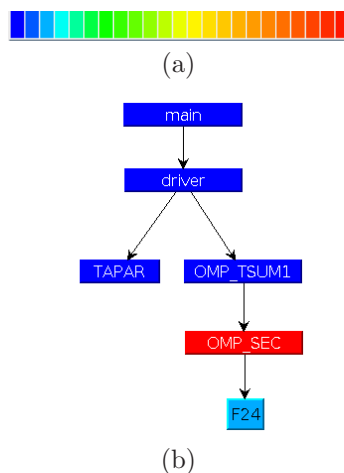 (a)
main
driver
TAPAR OMP_TSUM1
OMP_SEC
F24
(b)